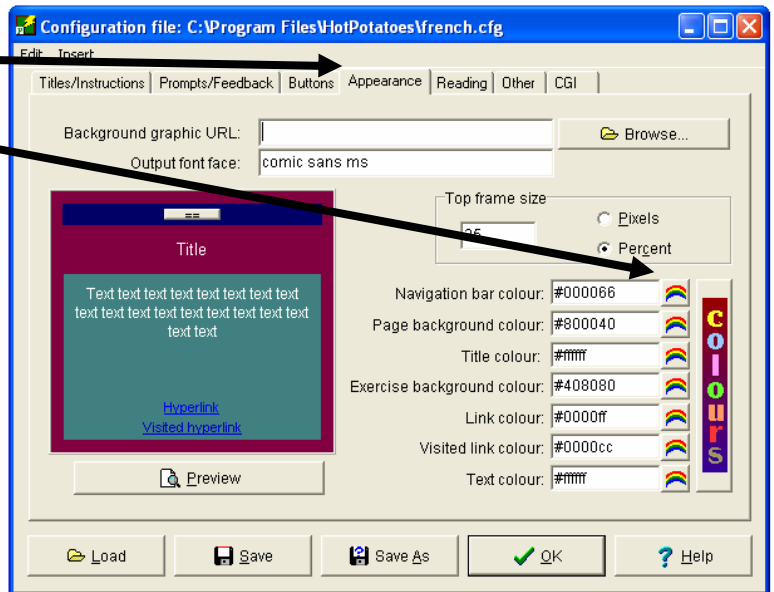 Configuration file: C:\Program Files\HotPotatoes\french.cfg
Edit Insert
Titles/Instructions Prompts/Feedback Buttons Appearance Reading Other CGI
Background graphic URL: Browse...
Output font face: comic sans ms
Top frame size
Pixels
Percent
==
Title
Text text text text text text text text
text text text text text text text text text
text text
Hyperlink
Visited hyperlink
Preview
Navigation bar colour: #000066
Page background colour: #800040
Title colour: #ffffff
Exercise background colour: #408080
Link colour: #0000ff
Visited link colour: #0000cc
Text colour: #ffffff
colours
Load Save Save As OK Help